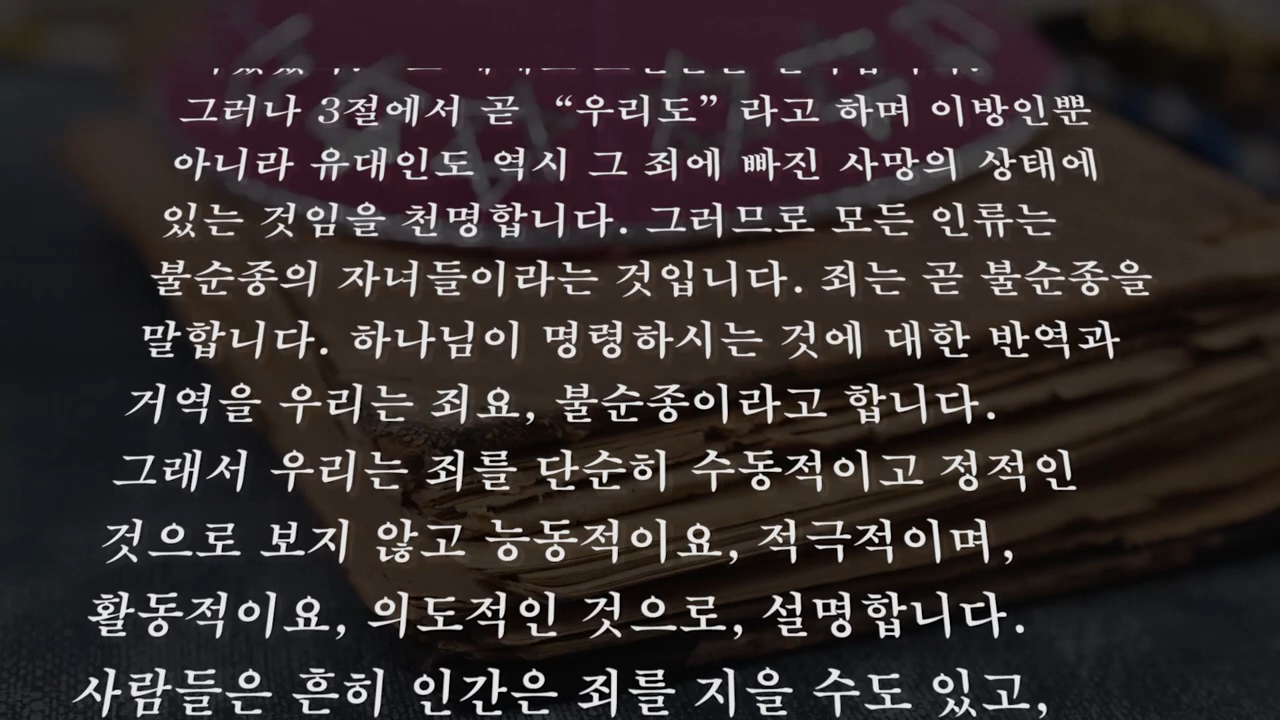 그러나 3절에서 곧 “우리도” 라고 하며 이방인뿐
아니라 유대인도 역시 그 죄에 빠진 사망의 상태에
있는 것임을 천명합니다. 그러므로 모든 인류는
불순종의 자녀들이라는 것입니다. 죄는 곧 불순종을
말합니다. 하나님이 명령하시는 것에 대한 반역과
거역을 우리는 죄요, 불순종이라고 합니다.
그래서 우리는 죄를 단순히 수동적이고 정적인
것으로 보지 않고 능동적이요, 적극적이며,
활동적이요, 의도적인 것으로, 설명합니다.
사람들은 흔히 인간은 죄를 지을 수도 있고,